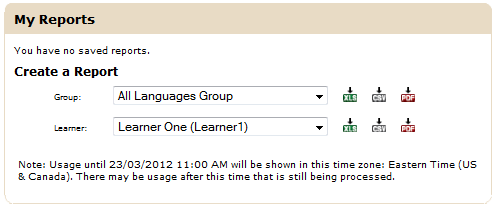 My Reports
You have no saved reports.
Create a Report
Group: All Languages Group XLS CSV PDF
Learner: Learner One (Learner1) XLS CSV PDF
Note: Usage until 23/03/2012 11:00 AM will be shown in this time zone: Eastern Time (US
& Canada). There may be usage after this time that is still being processed.